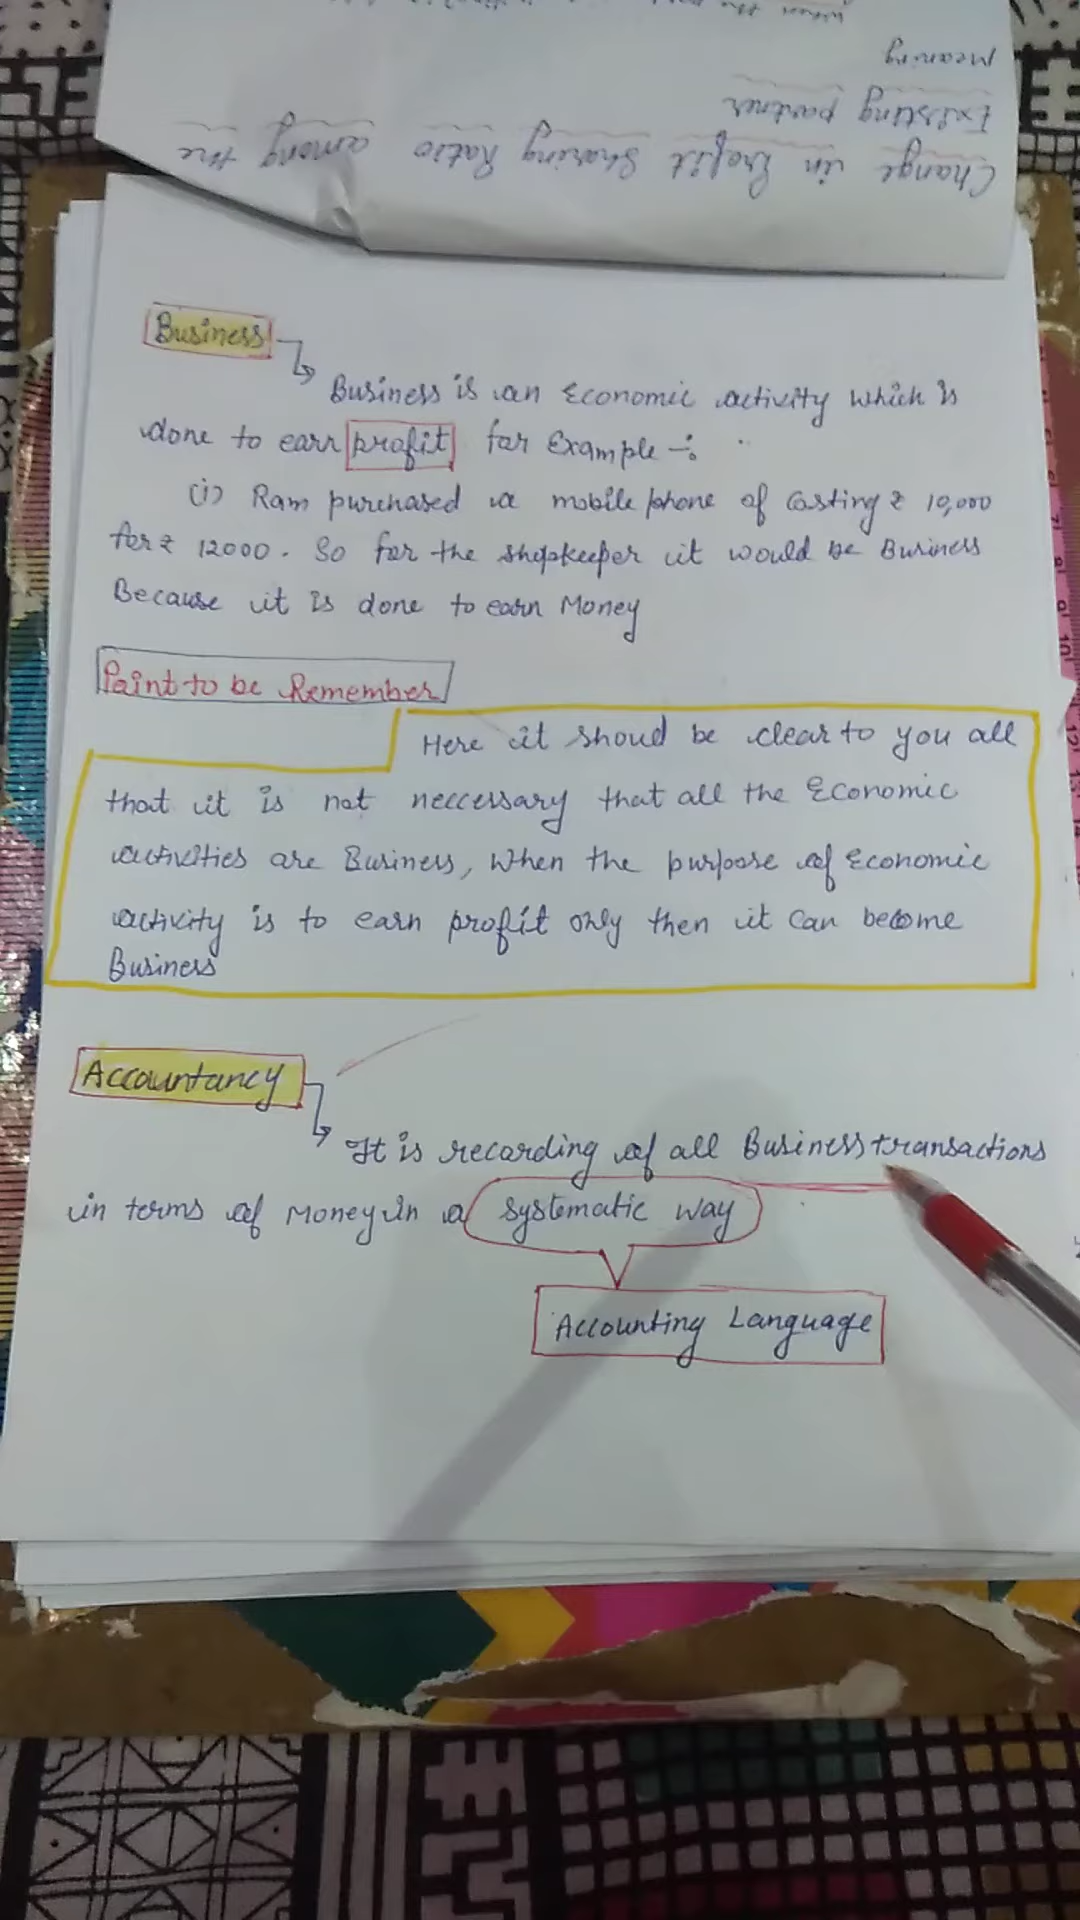 when the
Meaning
Existing partner
Change in Profit Sharing Ratio among the
Business
Business is an Economic activity which is
done to earn profit for Example -:
(i) Ram purchased a mobile phone of Costing ₹ 10,000
for ₹ 12000. So for the shopkeeper it would be Business
Because it is done to earn Money
Point to be Remember
Here it shoud be clear to you all
that it is not neccessary that all the Economic
activities are Business, When the purpose of Economic
activity is to earn profit only then it can become
Business
Accountancy
It is recording of all Business transactions
in terms of Money in a systematic way
Accounting Language